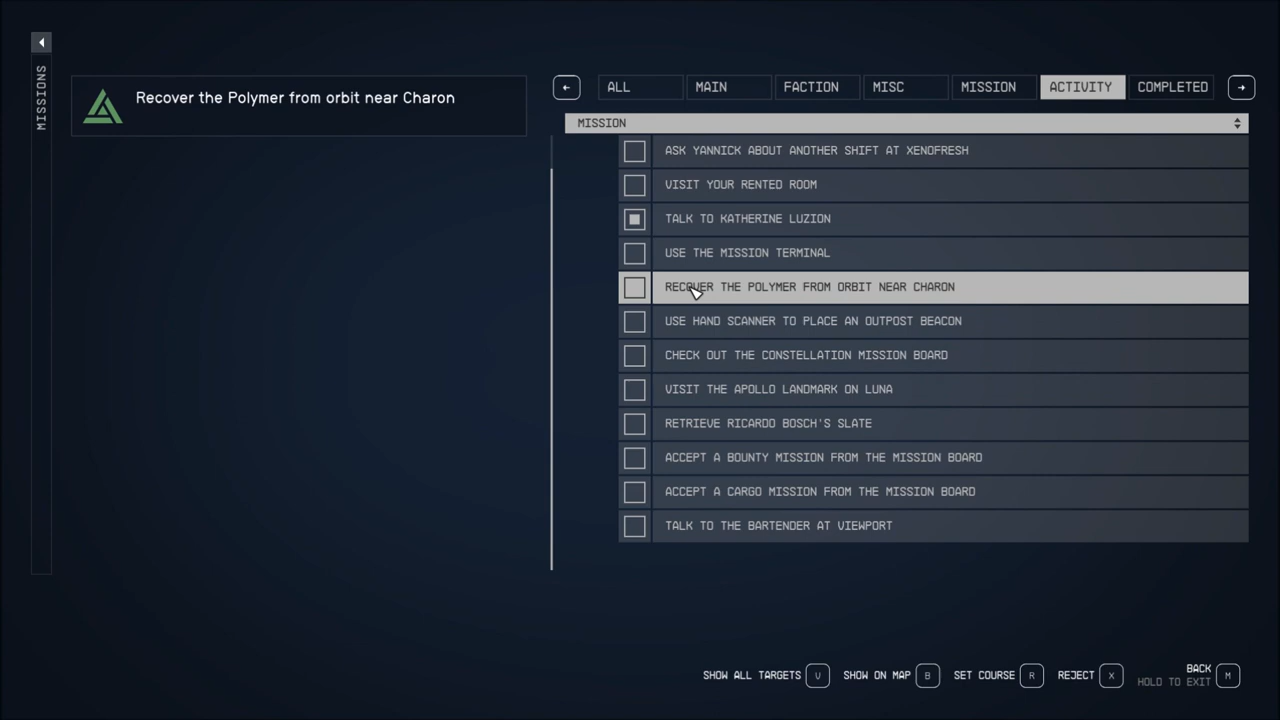 MISSIONS
Recover the Polymer from orbit near Charon
ALL MAIN FACTION MISC MISSION ACTIVITY COMPLETED
MISSION
ASK YANNICK ABOUT ANOTHER SHIFT AT XENOFRESH
VISIT YOUR RENTED ROOM
TALK TO KATHERINE LUZION
USE THE MISSION TERMINAL
RECOVER THE POLYMER FROM ORBIT NEAR CHARON
USE HAND SCANNER TO PLACE AN OUTPOST BEACON
CHECK OUT THE CONSTELLATION MISSION BOARD
VISIT THE APOLLO LANDMARK ON LUNA
RETRIEVE RICARDO BOSCH'S SLATE
ACCEPT A BOUNTY MISSION FROM THE MISSION BOARD
ACCEPT A CARGO MISSION FROM THE MISSION BOARD
TALK TO THE BARTENDER AT VIEWPORT
SHOW ALL TARGETS V SHOW ON MAP B SET COURSE R REJECT X BACK M
HOLD TO EXIT